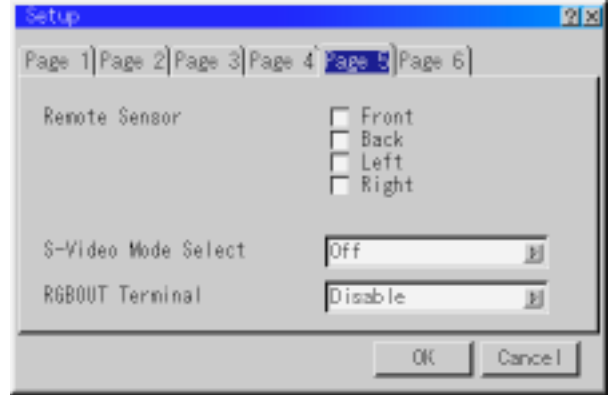 Setup
Page 1 Page 2 Page 3 Page 4 Page 5 Page 6
Remote Sensor
Front
Back
Left
Right
S-Video Mode Select Off
RGBOUT Terminal Disable
OK Cancel